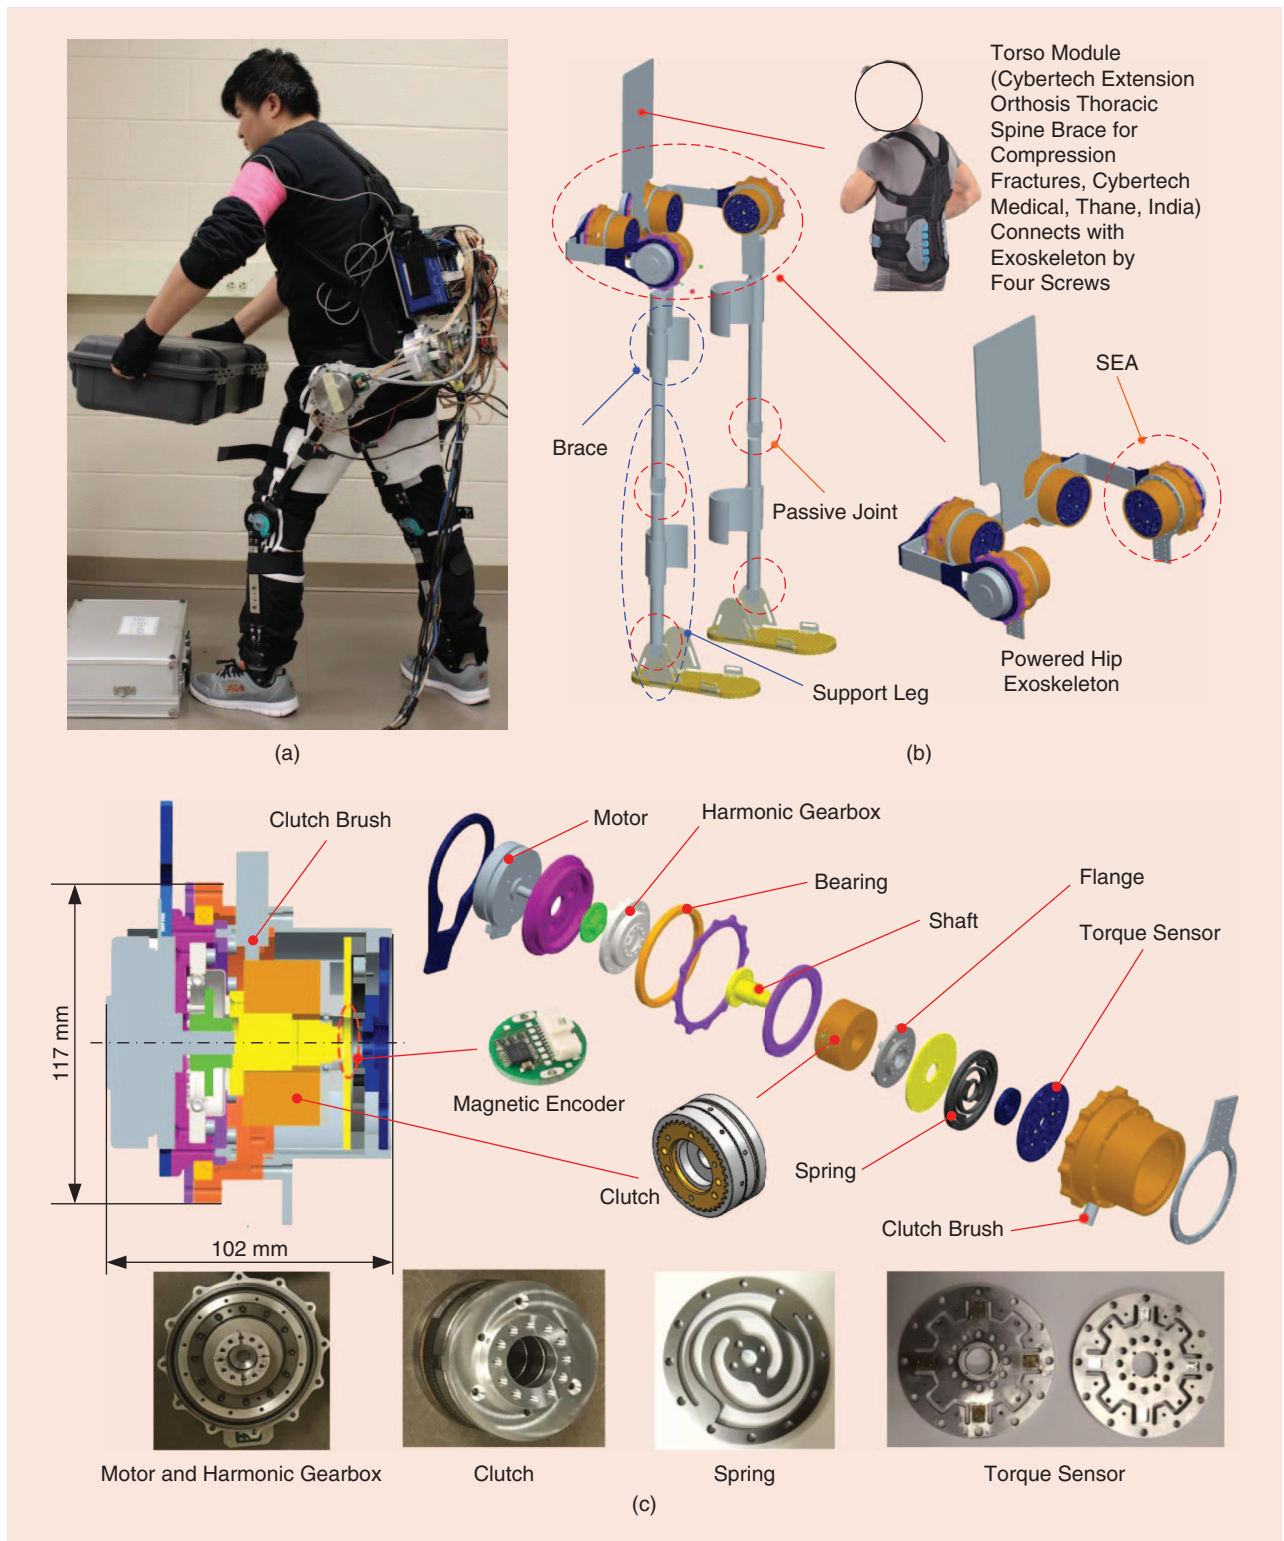 Torso Module
(Cybertech Extension
Orthosis Thoracic
Spine Brace for
Compression
Fractures, Cybertech
Medical, Thane, India)
Connects with
Exoskeleton by
Four Screws
SEA
Brace
Passive Joint
Powered Hip
Exoskeleton
Support Leg
(a)
(b)
Clutch Brush
Motor
Harmonic Gearbox
Bearing
Flange
Shaft
Torque Sensor
117 mm
Magnetic Encoder
Clutch
Spring
Clutch Brush
102 mm
Motor and Harmonic Gearbox
Clutch
Spring
Torque Sensor
(c)